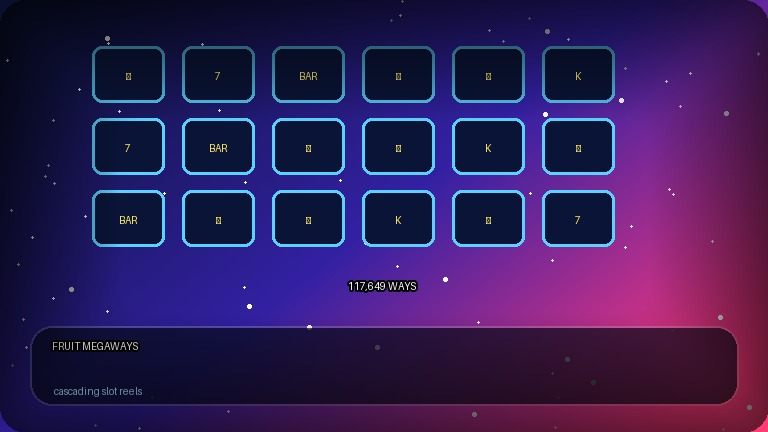 7 BAR K
7 BAR K
BAR K 7
117,649 WAYS
FRUIT MEGAWAYS
cascading slot reels